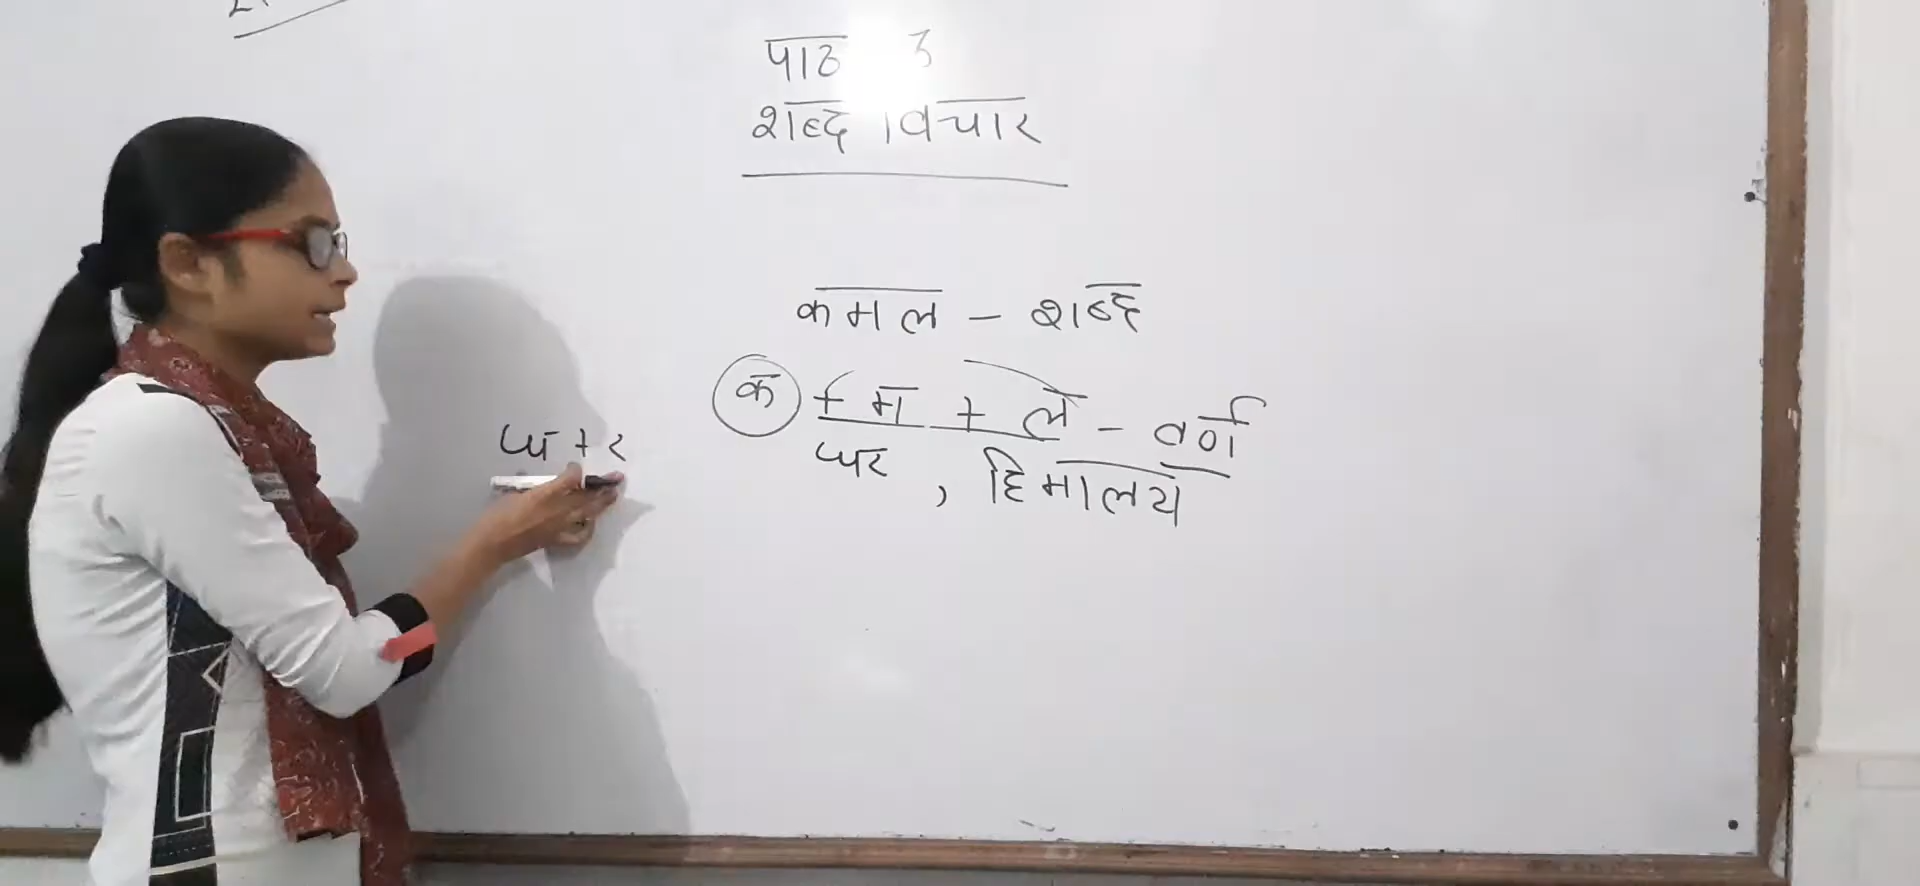 पाठ 3
शब्द विचार
कमल - शब्द
क + म + ल - वर्ण
घ + र
घर , हिमालय